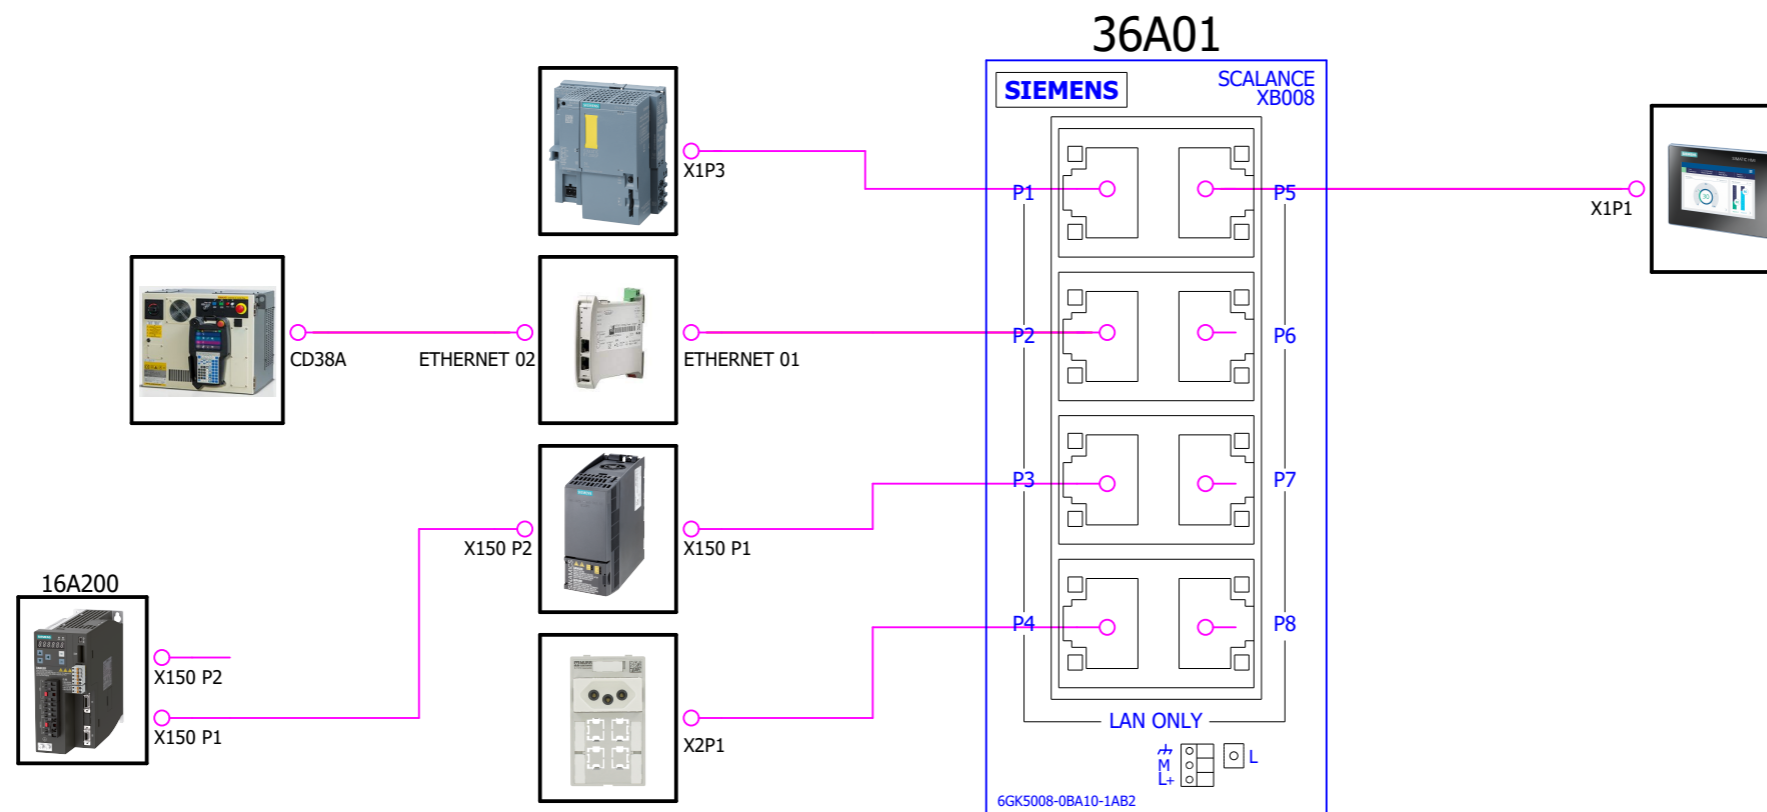 36A01
SIEMENS
SCALANCE
XB008
X1P3
P1
P5
X1P1
CD38A
ETHERNET 02
ETHERNET 01
P2
P6
P3
P7
X150 P2
X150 P1
16A200
X150 P2
X150 P1
X2P1
P4
P8
LAN ONLY
M
L+
L
6GK5008-0BA10-1AB2